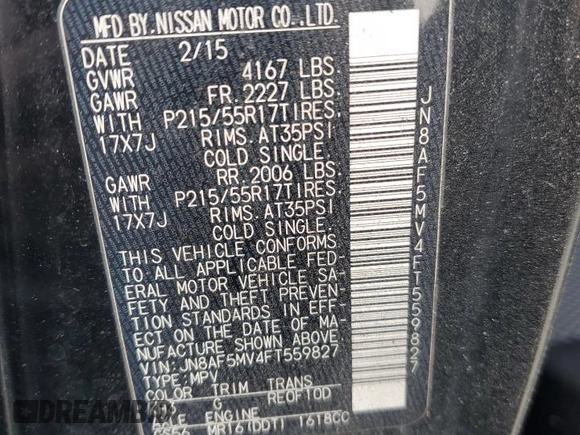 MFD BY. NISSAN MOTOR CO., LTD.
DATE 2/15
GVWR 4167 LBS.
GAWR FR. 2227 LBS.
WITH P215/55R17TIRES.
17X7J RIMS. AT35PSI
COLD SINGLE.
GAWR RR. 2006 LBS.
WITH P215/55R17TIRES.
17X7J RIMS. AT35PSI
COLD SINGLE.
THIS VEHICLE CONFORMS
TO ALL APPLICABLE FED-
ERAL MOTOR VEHICLE SA-
FETY AND THEFT PREVEN-
TION STANDARDS IN EFF-
ECT ON THE DATE OF MA-
NUFACTURE SHOWN ABOVE
VIN: JN8AF5MV4FT559827
TYPE: MPV
COLOR TRIM TRANS
G RE0F10D
AXLE ENGINE
MR16(DDT) 1618CC
JN8AF5MV4FT559827
DREAMBID